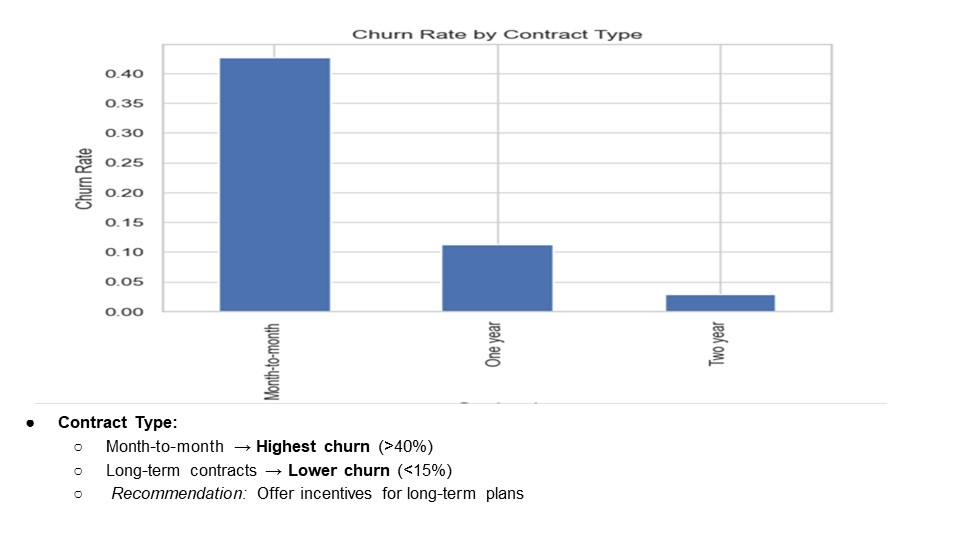 Churn Rate by Contract Type
Churn Rate
0.40
0.35
0.30
0.25
0.20
0.15
0.10
0.05
0.00
Month-to-month
One year
Two year
● Contract Type:
○ Month-to-month → Highest churn (>40%)
○ Long-term contracts → Lower churn (<15%)
○ Recommendation: Offer incentives for long-term plans